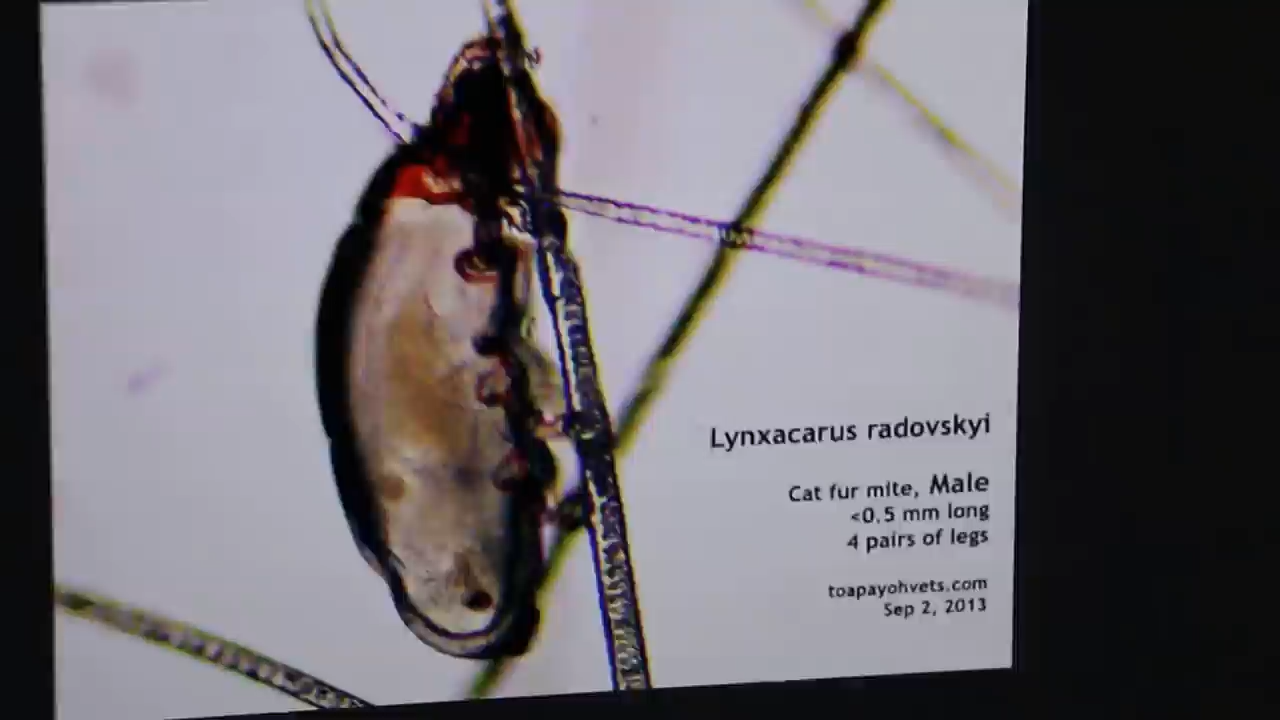 Lynxacarus radovskyi
Cat fur mite, Male
<0.5 mm long
4 pairs of legs
toapayohvets.com
Sep 2, 2013